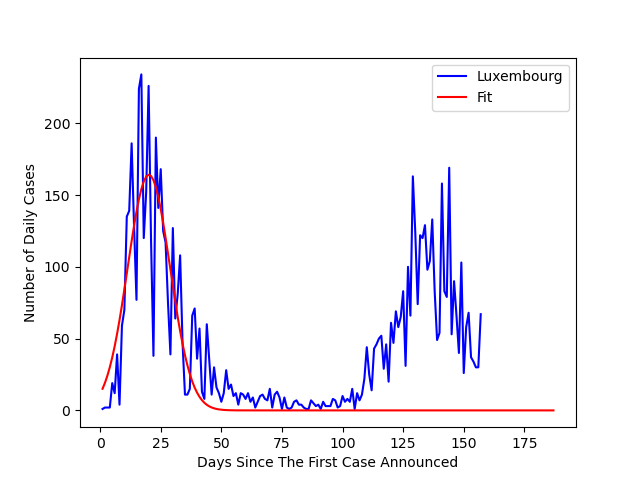 Luxembourg
Fit
Number of Daily Cases
200
150
100
50
0
0 25 50 75 100 125 150 175
Days Since The First Case Announced